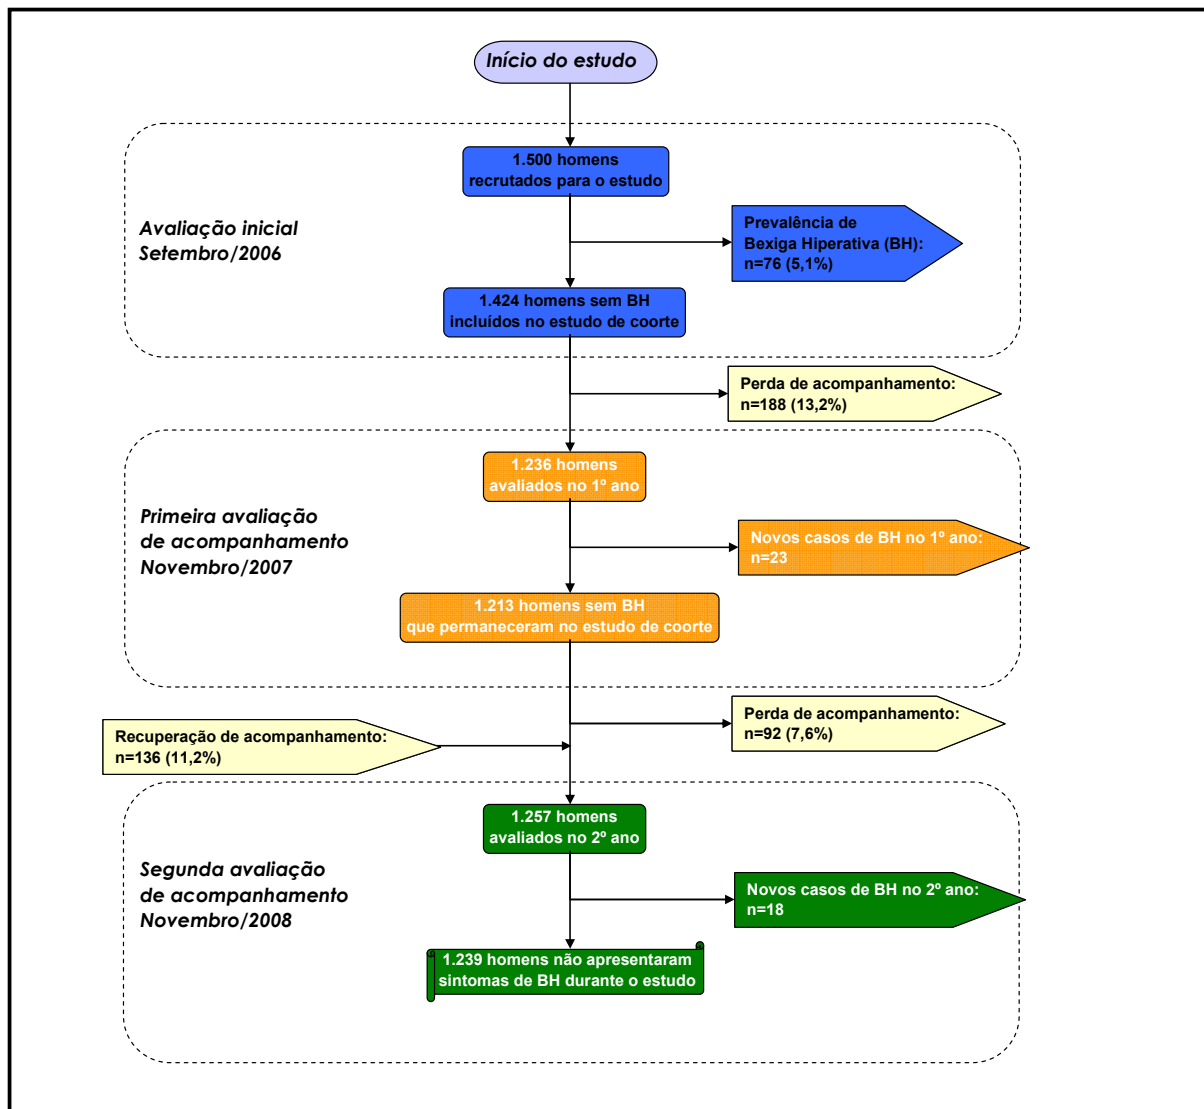 Início do estudo
1.500 homens
recrutados para o estudo
Avaliação inicial
Setembro/2006
Prevalência de
Bexiga Hiperativa (BH):
n=76 (5,1%)
1.424 homens sem BH
incluídos no estudo de coorte
Perda de acompanhamento:
n=188 (13,2%)
1.236 homens
avaliados no 1º ano
Primeira avaliação
de acompanhamento
Novembro/2007
Novos casos de BH no 1º ano:
n=23
1.213 homens sem BH
que permaneceram no estudo de coorte
Perda de acompanhamento:
n=92 (7,6%)
Recuperação de acompanhamento:
n=136 (11,2%)
1.257 homens
avaliados no 2º ano
Segunda avaliação
de acompanhamento
Novembro/2008
Novos casos de BH no 2º ano:
n=18
1.239 homens não apresentaram
sintomas de BH durante o estudo